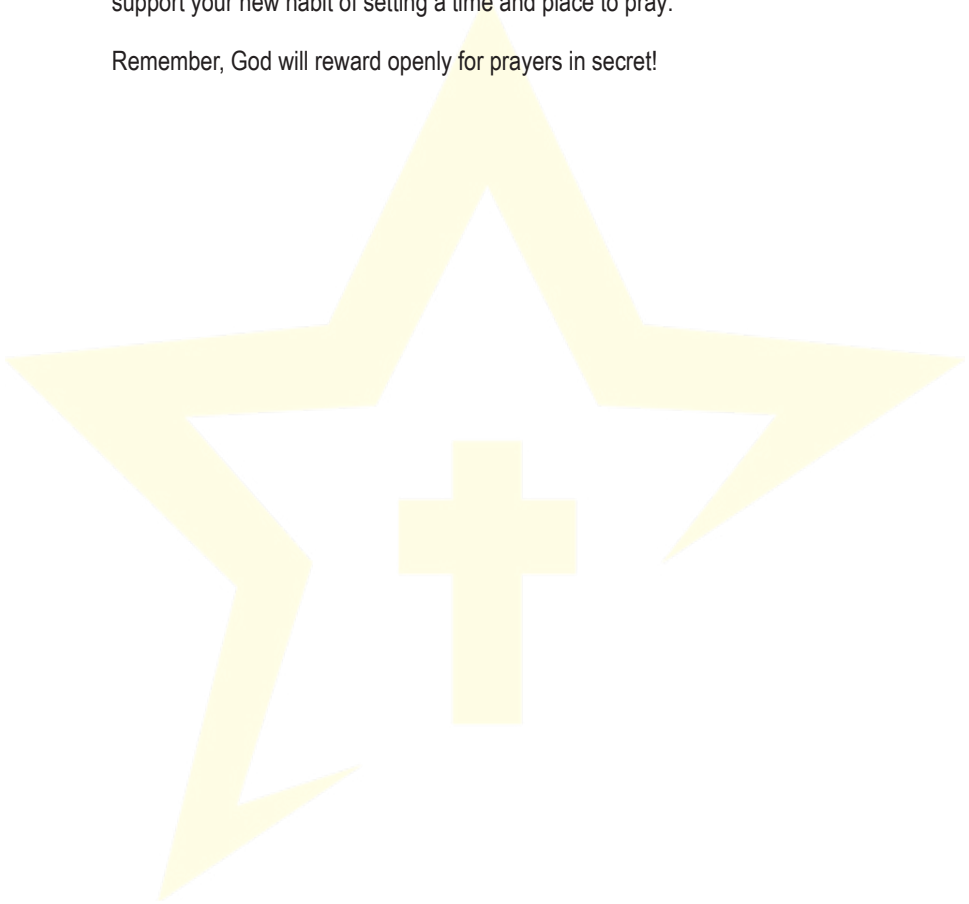 support your new habit of setting a time and place to pray.
Remember, God will reward openly for prayers in secret!